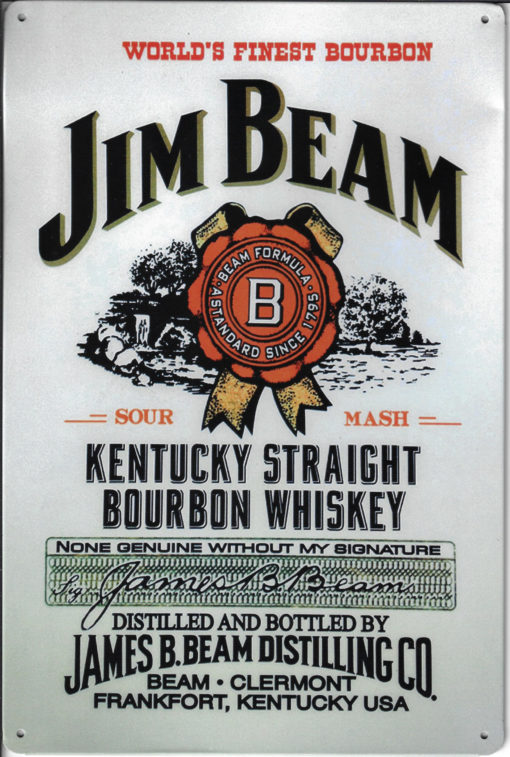 WORLD'S FINEST BOURBON
JIM BEAM
BEAM FORMULA
B
A STANDARD SINCE 1795
SOUR MASH
KENTUCKY STRAIGHT
BOURBON WHISKEY
NONE GENUINE WITHOUT MY SIGNATURE
Sig. James B. Beam
DISTILLED AND BOTTLED BY
JAMES B. BEAM DISTILLING CO.
BEAM • CLERMONT
FRANKFORT, KENTUCKY USA